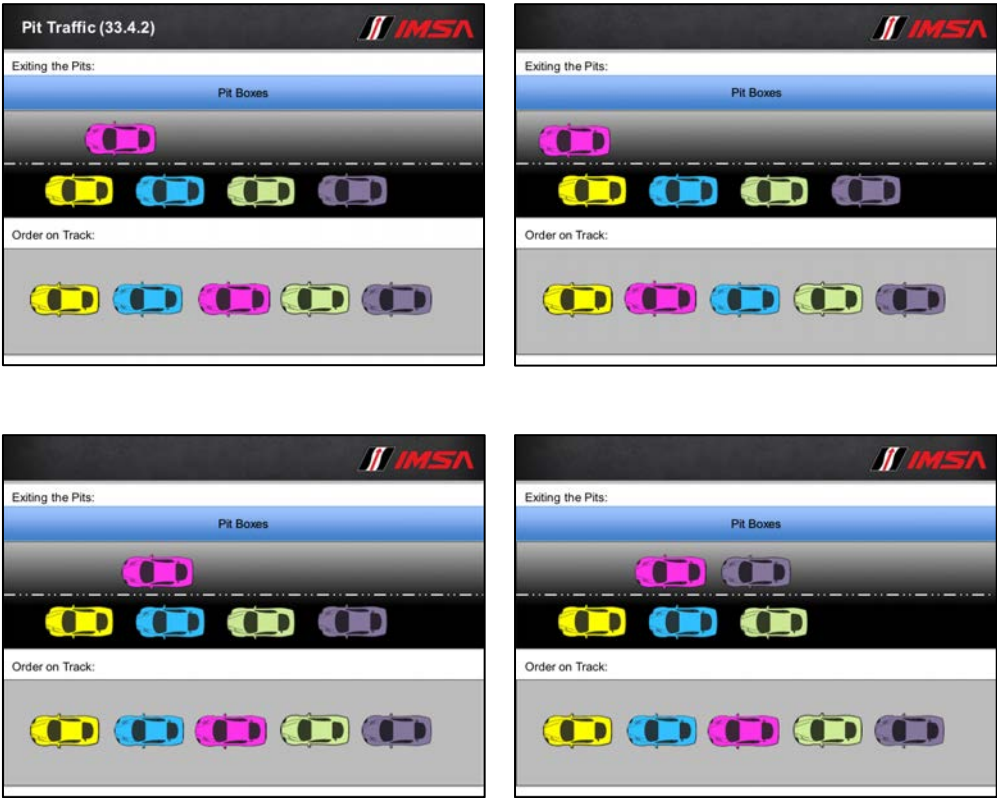 Pit Traffic (33.4.2)
IMSA
Exiting the Pits:
Pit Boxes
Order on Track:
IMSA
Exiting the Pits:
Pit Boxes
Order on Track:
IMSA
Exiting the Pits:
Pit Boxes
Order on Track:
IMSA
Exiting the Pits:
Pit Boxes
Order on Track: